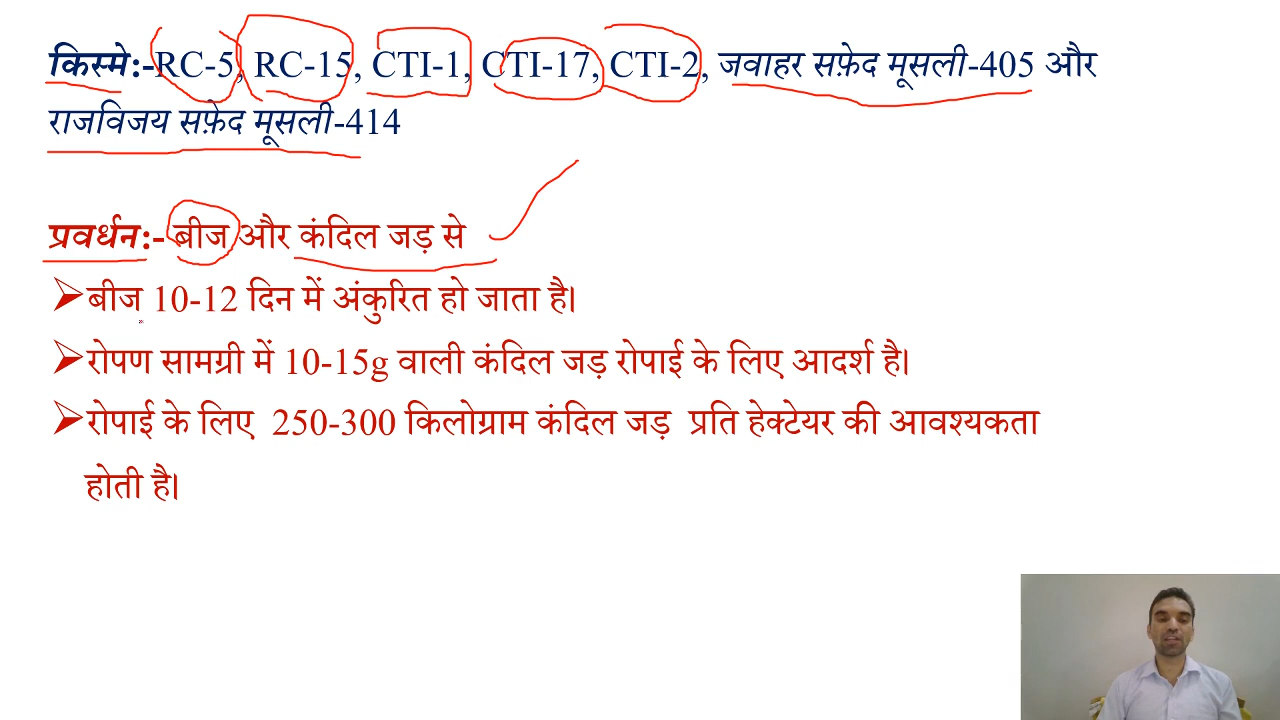 किस्मे:-RC-5, RC-15, CTI-1, CTI-17, CTI-2, जवाहर सफ़ेद मूसली-405 और
राजविजय सफ़ेद मूसली-414
प्रवर्धन:- बीज और कंदिल जड़ से
➢बीज 10-12 दिन में अंकुरित हो जाता है।
➢रोपण सामग्री में 10-15g वाली कंदिल जड़ रोपाई के लिए आदर्श है।
➢रोपाई के लिए 250-300 किलोग्राम कंदिल जड़ प्रति हेक्टेयर की आवश्यकता
होती है।